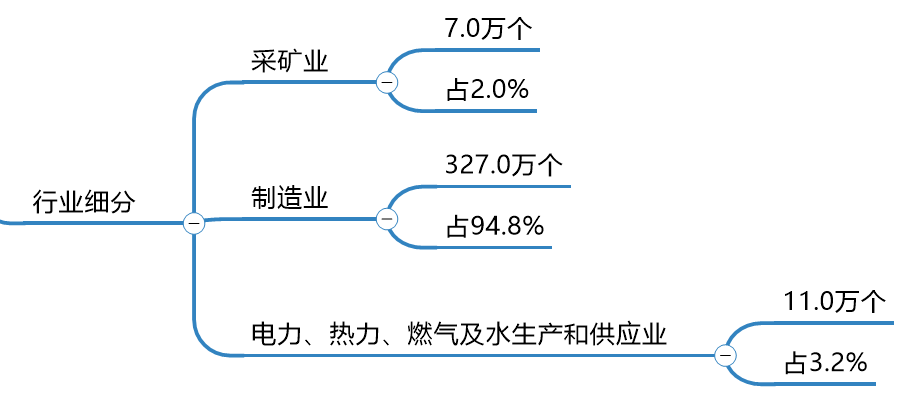 行业细分
采矿业
7.0万个
占2.0%
制造业
327.0万个
占94.8%
电力、热力、燃气及水生产和供应业
11.0万个
占3.2%